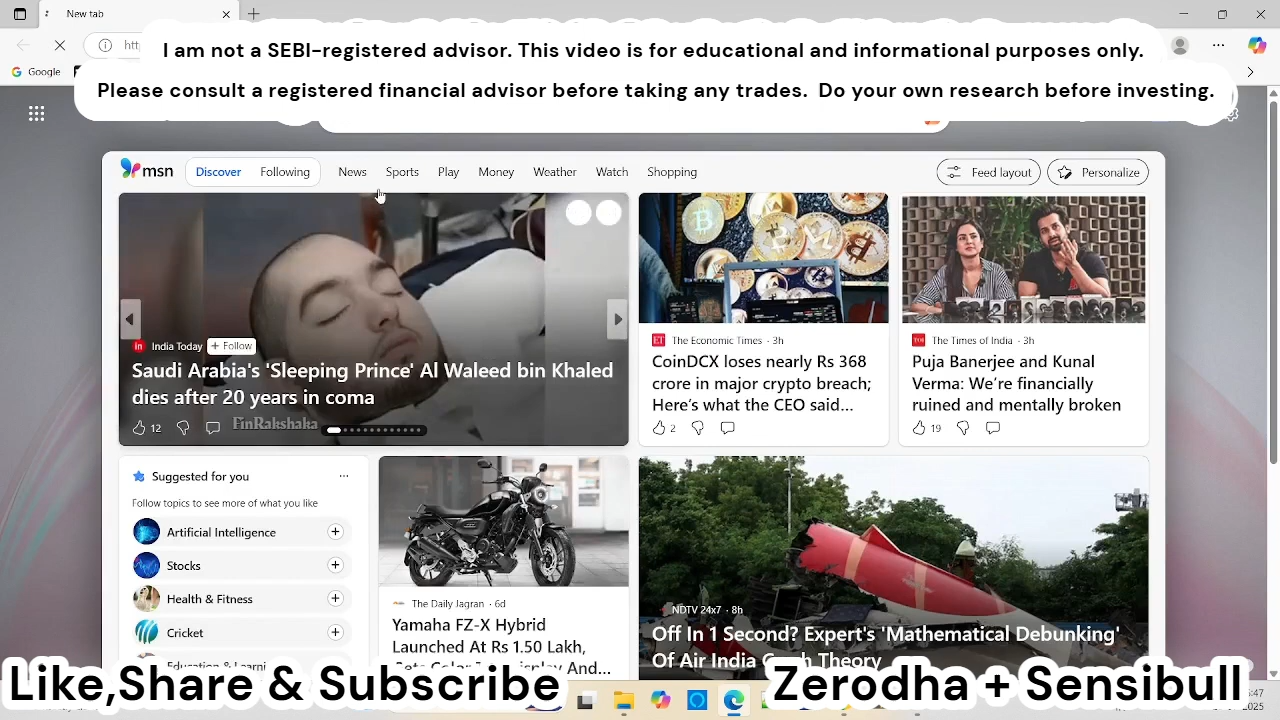 I am not a SEBI-registered advisor. This video is for educational and informational purposes only.
Please consult a registered financial advisor before taking any trades. Do your own research before investing.
Google
msn
Discover
Following
News
Sports
Play
Money
Weather
Watch
Shopping
Feed layout
Personalize
India Today
+ Follow
Saudi Arabia's 'Sleeping Prince' Al Waleed bin Khaled
dies after 20 years in coma
12
FinRakshaka
The Economic Times · 3h
CoinDCX loses nearly Rs 368
crore in major crypto breach;
Here's what the CEO said...
2
The Times of India · 3h
Puja Banerjee and Kunal
Verma: We're financially
ruined and mentally broken
19
Suggested for you
Follow topics to see more of what you like
Artificial Intelligence
Stocks
Health & Fitness
Cricket
The Daily Jagran · 6d
Yamaha FZ-X Hybrid
Launched At Rs 1.50 Lakh,
NDTV 24x7 · 8h
Off In 1 Second? Expert's 'Mathematical Debunking'
Of Air India Crash Theory
Like,Share & Subscribe
Zerodha + Sensibull